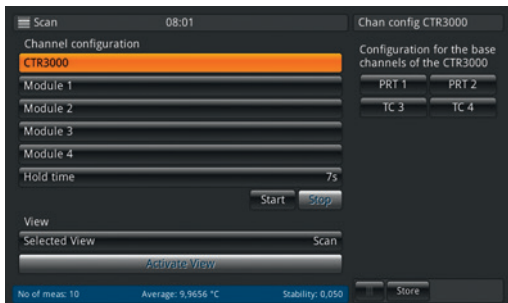 Scan 08:01
Channel configuration
CTR3000
Module 1
Module 2
Module 3
Module 4
Hold time 7s
Start Stop
View
Selected View Scan
Activate View
No of meas: 10 Average: 9,9656 °C Stability: 0,050
Chan config CTR3000
Configuration for the base
channels of the CTR3000
PRT 1 PRT 2
TC 3 TC 4
Store